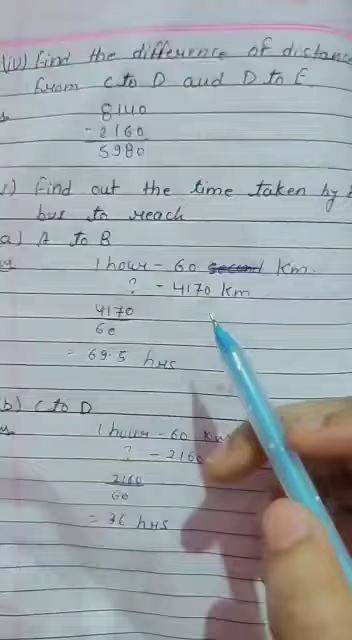 (iv) Find the difference of distance
from C to D and D to E.
8140
- 2160
5980
v) Find out the time taken by
bus to reach
a) A to B
1 hour - 60 second Km.
? - 4170 km
4170
60
= 69.5 hrs
b) C to D
1 hour - 60 Km
? - 2160
2160
60
= 36 hrs